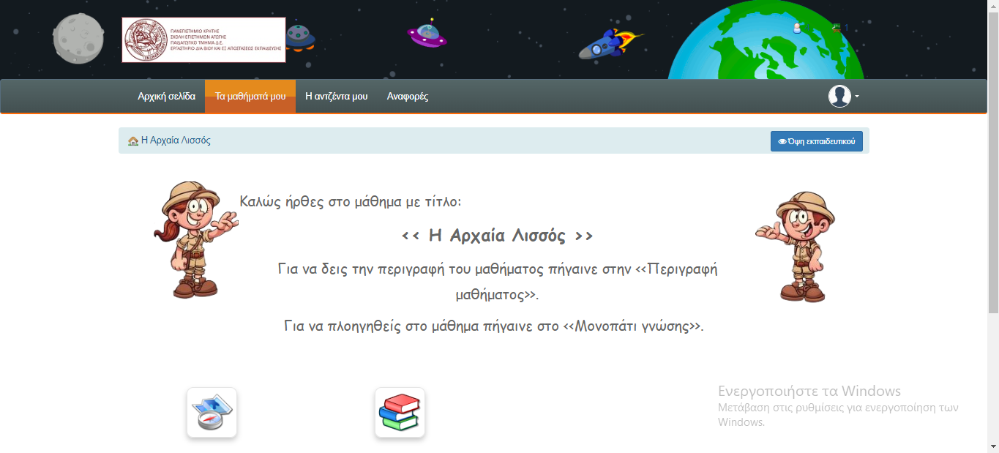 ΠΑΝΕΠΙΣΤΗΜΙΟ ΚΡΗΤΗΣ
ΣΧΟΛΗ ΕΠΙΣΤΗΜΩΝ ΑΓΩΓΗΣ
ΠΑΙΔΑΓΩΓΙΚΟ ΤΜΗΜΑ Δ.Ε.
ΕΡΓΑΣΤΗΡΙΟ ΔΙΑ ΒΙΟΥ ΚΑΙ ΕΞ ΑΠΟΣΤΑΣΕΩΣ ΕΚΠΑΙΔΕΥΣΗΣ
1
Αρχική σελίδα Τα μαθήματά μου Η αντζέντα μου Αναφορές
Η Αρχαία Λισσός
Όψη εκπαιδευτικού
Καλώς ήρθες στο μάθημα με τίτλο:
<< Η Αρχαία Λισσός >>
Για να δεις την περιγραφή του μαθήματος πήγαινε στην <<Περιγραφή
μαθήματος>>.
Για να πλοηγηθείς στο μάθημα πήγαινε στο <<Μονοπάτι γνώσης>>.
Ενεργοποιήστε τα Windows
Μετάβαση στις ρυθμίσεις για ενεργοποίηση των
Windows.